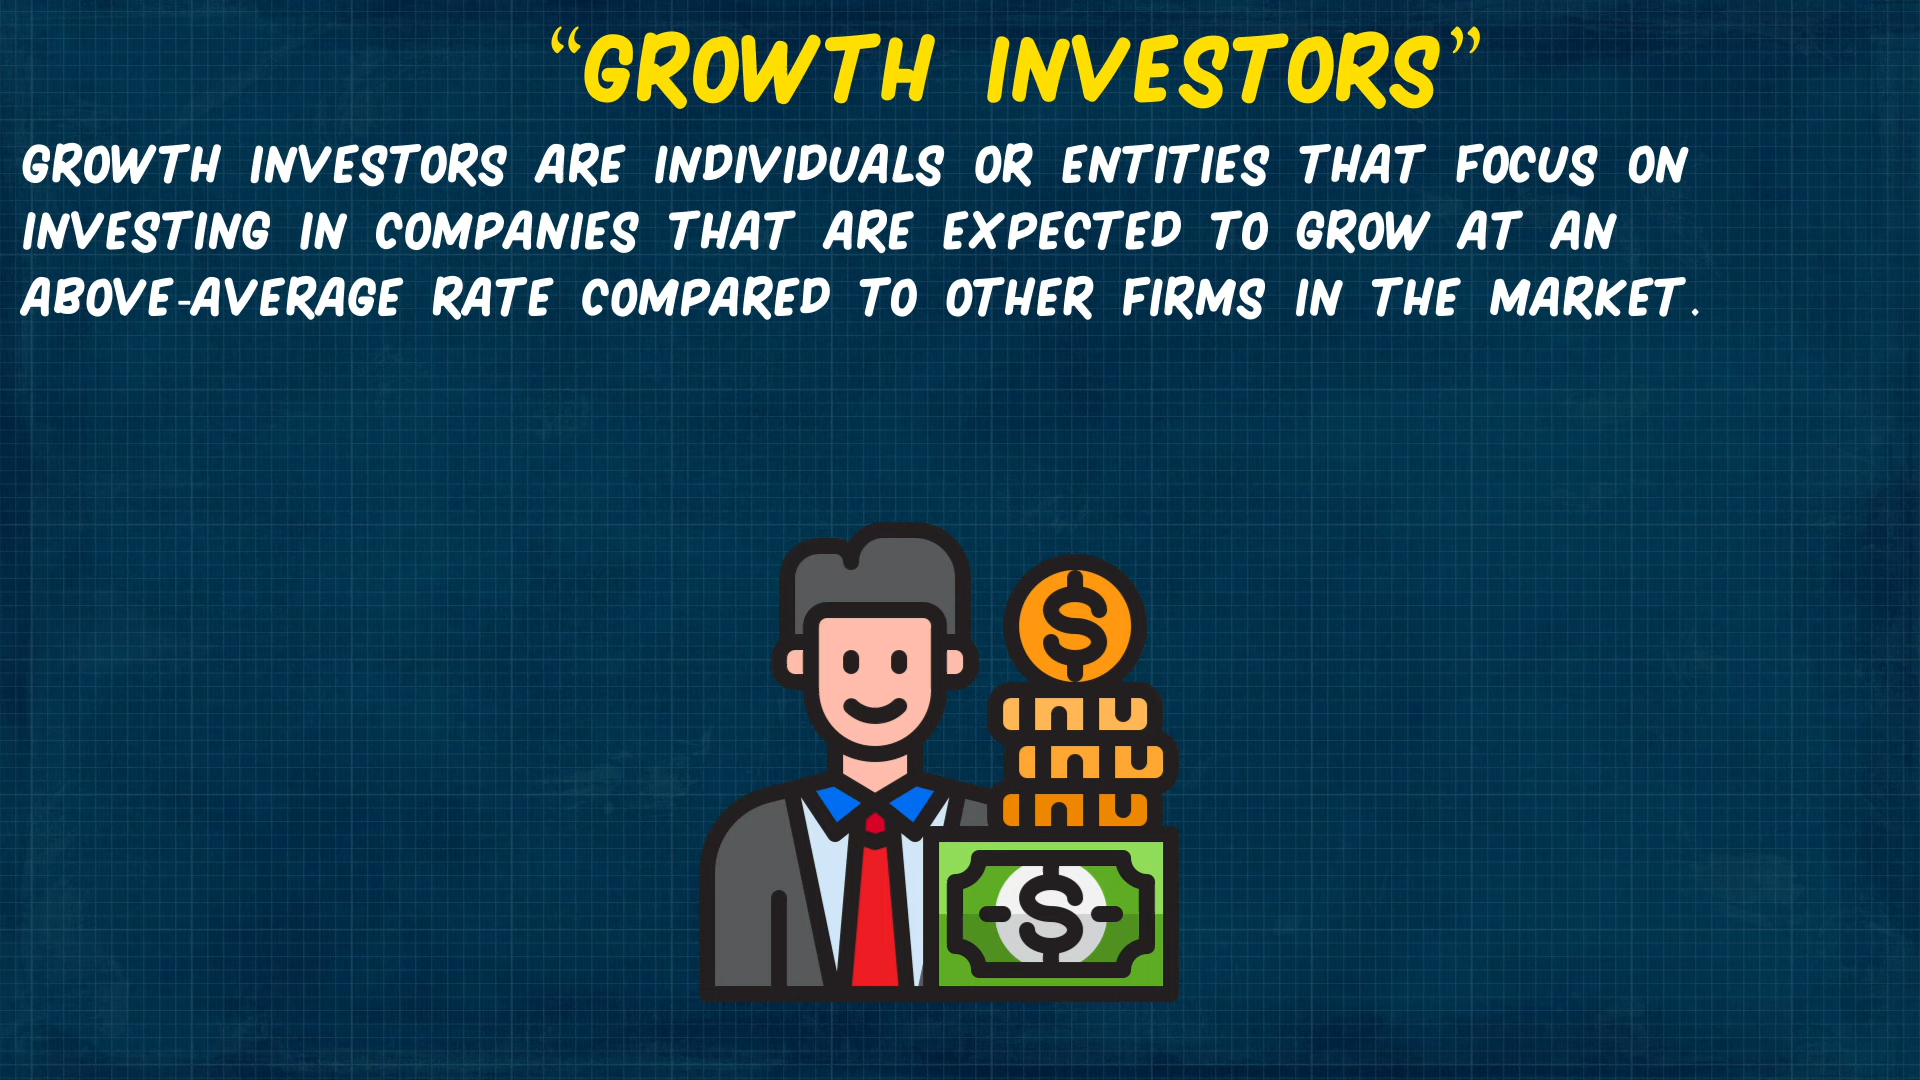 “GROWTH INVESTORS”
GROWTH INVESTORS ARE INDIVIDUALS OR ENTITIES THAT FOCUS ON
INVESTING IN COMPANIES THAT ARE EXPECTED TO GROW AT AN
ABOVE-AVERAGE RATE COMPARED TO OTHER FIRMS IN THE MARKET.
$
$